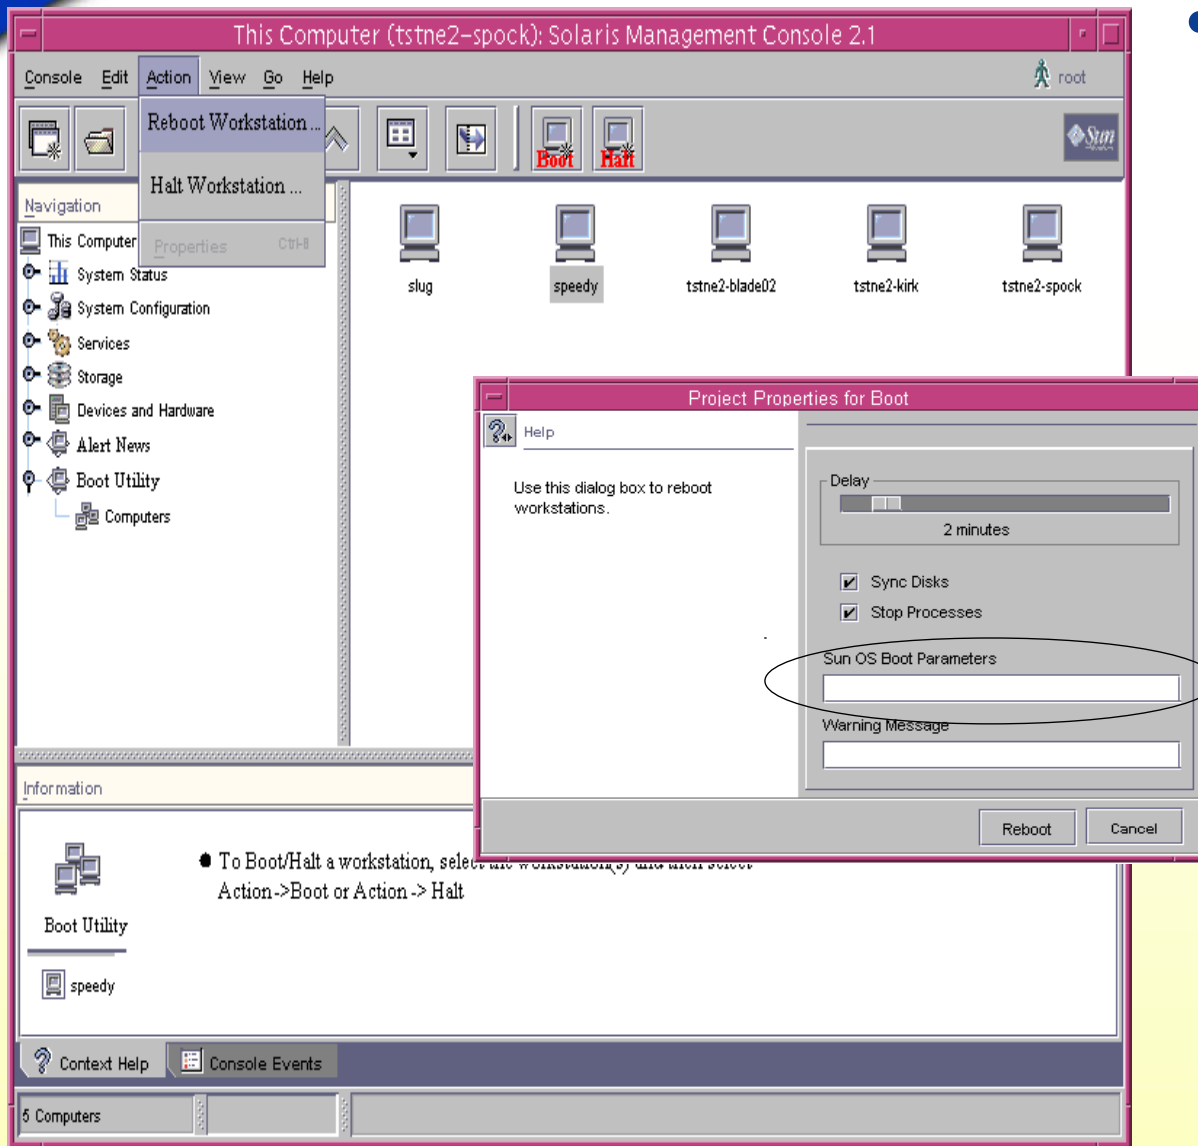 This Computer (tstne2-spock): Solaris Management Console 2.1
Console Edit Action View Go Help
root
Reboot Workstation ...
Halt Workstation ...
Properties Ctrl-8
Boot
Halt
Sun
Navigation
This Computer
System Status
System Configuration
Services
Storage
Devices and Hardware
Alert News
Boot Utility
Computers
slug
speedy
tstne2-blade02
tstne2-kirk
tstne2-spock
Project Properties for Boot
Help
Use this dialog box to reboot
workstations.
Delay
2 minutes
Sync Disks
Stop Processes
Sun OS Boot Parameters
Warning Message
Reboot
Cancel
Information
To Boot/Halt a workstation, select the workstation(s) and then select
Action->Boot or Action -> Halt
Boot Utility
speedy
Context Help
Console Events
5 Computers